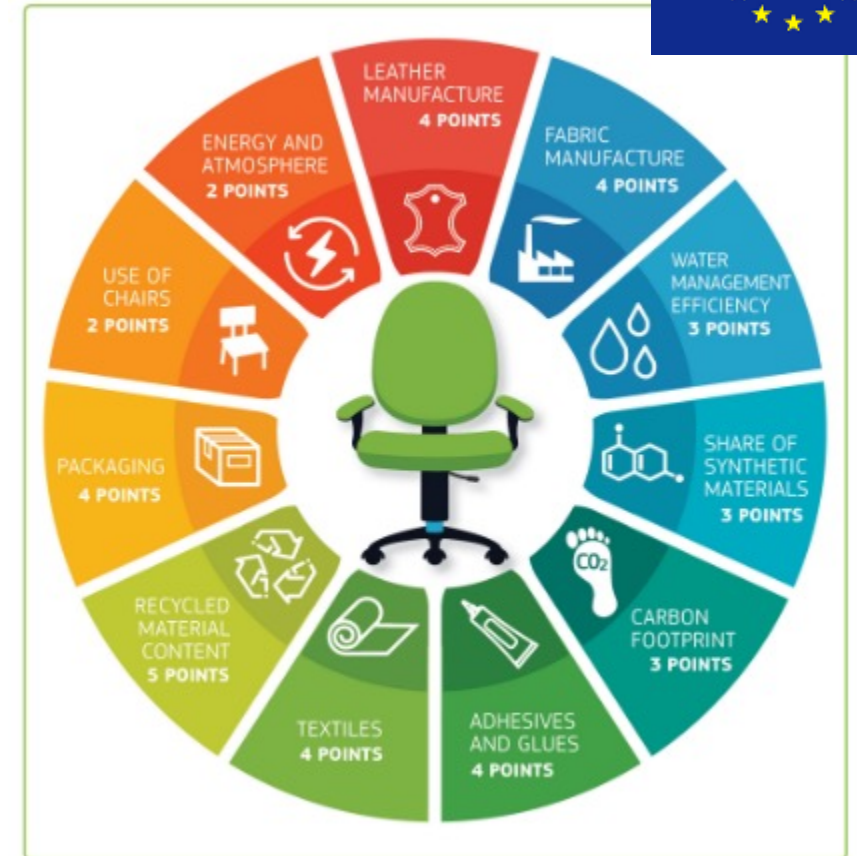 LEATHER
MANUFACTURE
4 POINTS
FABRIC
MANUFACTURE
4 POINTS
WATER
MANAGEMENT
EFFICIENCY
3 POINTS
SHARE OF
SYNTHETIC
MATERIALS
3 POINTS
CO2
CARBON
FOOTPRINT
3 POINTS
ADHESIVES
AND GLUES
4 POINTS
TEXTILES
4 POINTS
RECYCLED
MATERIAL
CONTENT
5 POINTS
PACKAGING
4 POINTS
USE OF
CHAIRS
2 POINTS
ENERGY AND
ATMOSPHERE
2 POINTS